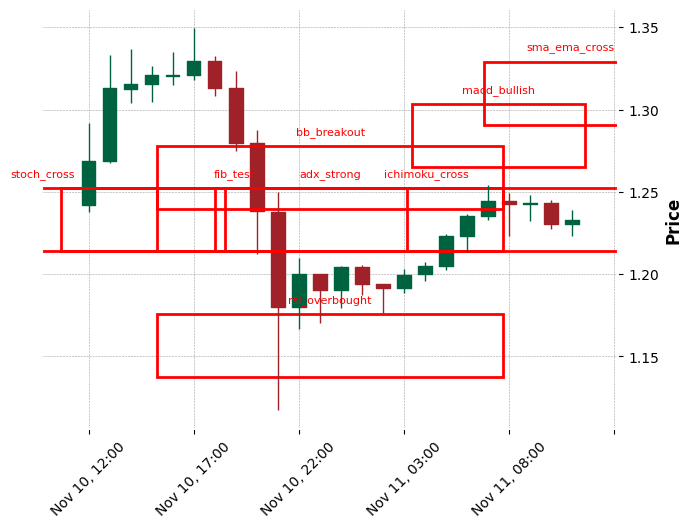 1.35
sma_ema_cross
macd_bullish
1.30
bb_breakout
stoch_cross
fib_test
adx_strong
ichimoku_cross
1.25
Price
1.20
rsi_overbought
1.15
Nov 10, 12:00
Nov 10, 17:00
Nov 10, 22:00
Nov 11, 03:00
Nov 11, 08:00